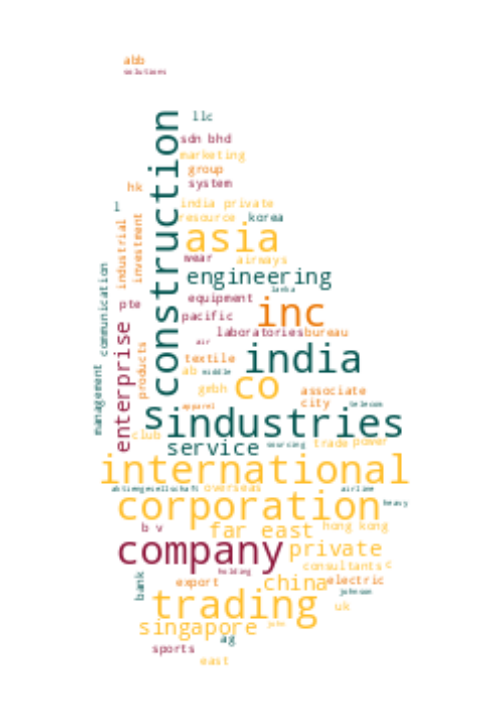 abb
solutions
construction
llc
sdn bhd
marketing
group
hk
system
l
india private
resource
korea
industrial
investment
asia
wear
airways
communication
engineering
lanka
equipment
pte
inc
pacific
laboratories
bureau
enterprise
air
products
textile
india
management
ab
middle
gmbh
co
associate
apparel
city
telecom
s
industries
club
service
sourcing
trade
power
international
aktiengesellschaft
overseas
airline
corporation
heavy
b v
far east
hong kong
company
private
consultants
c
bank
holding
export
china
electric
johnson
trading
uk
singapore
john
ag
sports
east